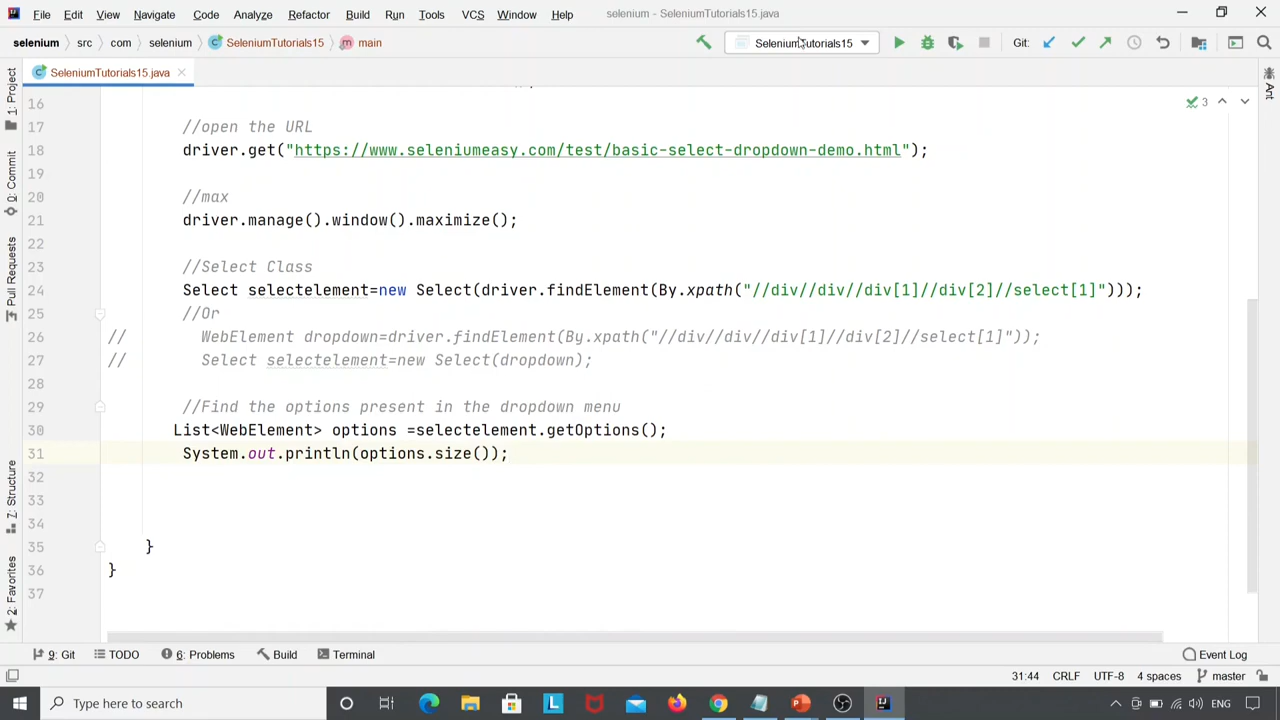 File Edit View Navigate Code Analyze Refactor Build Run Tools VCS Window Help selenium - SeleniumTutorials15.java
selenium src com selenium SeleniumTutorials15 main SeleniumTutorials15 Git:
1: Project
0: Commit
Pull Requests
7: Structure
2: Favorites
Ant
SeleniumTutorials15.java
3
16
17 //open the URL
18 driver.get("https://www.seleniumeasy.com/test/basic-select-dropdown-demo.html");
19
20 //max
21 driver.manage().window().maximize();
22
23 //Select Class
24 Select selectelement=new Select(driver.findElement(By.xpath("//div//div//div[1]//div[2]//select[1]")));
25 //Or
26 // WebElement dropdown=driver.findElement(By.xpath("//div//div//div[1]//div[2]//select[1]"));
27 // Select selectelement=new Select(dropdown);
28
29 //Find the options present in the dropdown menu
30 List<WebElement> options =selectelement.getOptions();
31 System.out.println(options.size());
32
33
34
35 }
36 }
37
9: Git TODO 6: Problems Build Terminal Event Log
31:44 CRLF UTF-8 4 spaces master
Type here to search ENG